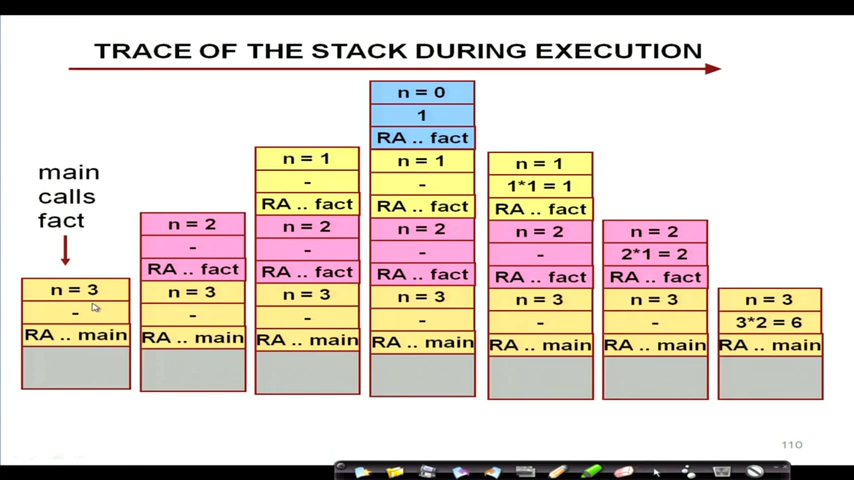 TRACE OF THE STACK DURING EXECUTION
main
calls
fact
n = 3
-
RA .. main
n = 2
-
RA .. fact
n = 3
-
RA .. main
n = 1
-
RA .. fact
n = 2
-
RA .. fact
n = 3
-
RA .. main
n = 0
1
RA .. fact
n = 1
-
RA .. fact
n = 2
-
RA .. fact
n = 3
-
RA .. main
n = 1
1*1 = 1
RA .. fact
n = 2
-
RA .. fact
n = 3
-
RA .. main
n = 2
2*1 = 2
RA .. fact
n = 3
-
RA .. main
n = 3
3*2 = 6
RA .. main
110